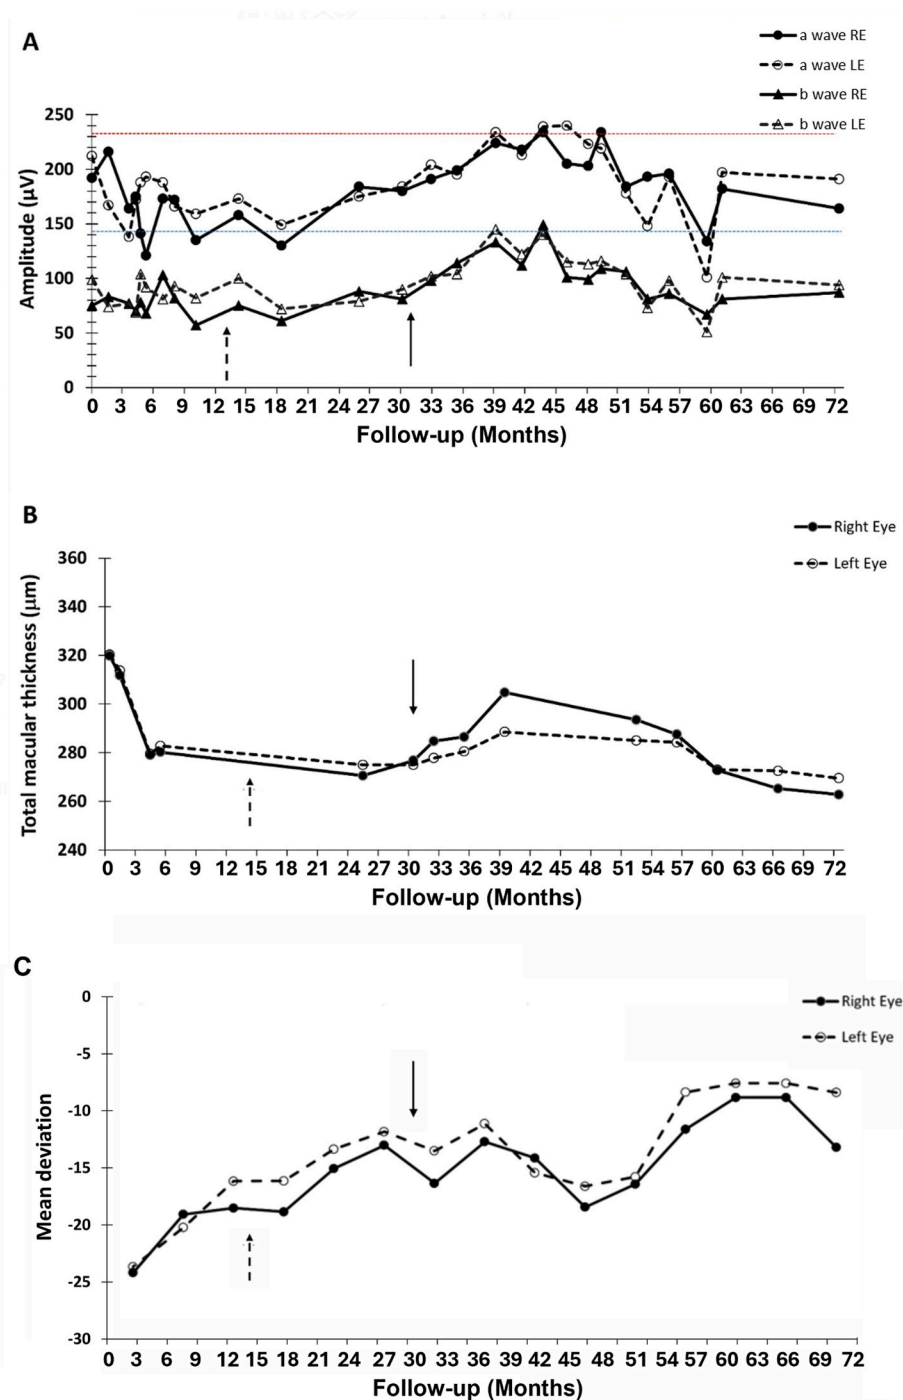 A
a wave RE
a wave LE
b wave RE
b wave LE
250
200
150
100
50
0
Amplitude (µV)
0 3 6 9 12 15 18 21 24 27 30 33 36 39 42 45 48 51 54 57 60 63 66 69 72
Follow-up (Months)
B
Right Eye
Left Eye
360
340
320
300
280
260
240
Total macular thickness (µm)
0 3 6 9 12 15 18 21 24 27 30 33 36 39 42 45 48 51 54 57 60 63 66 69 72
Follow-up (Months)
C
Right Eye
Left Eye
0
-5
-10
-15
-20
-25
-30
Mean deviation
0 3 6 9 12 15 18 21 24 27 30 33 36 39 42 45 48 51 54 57 60 63 66 69 72
Follow-up (Months)